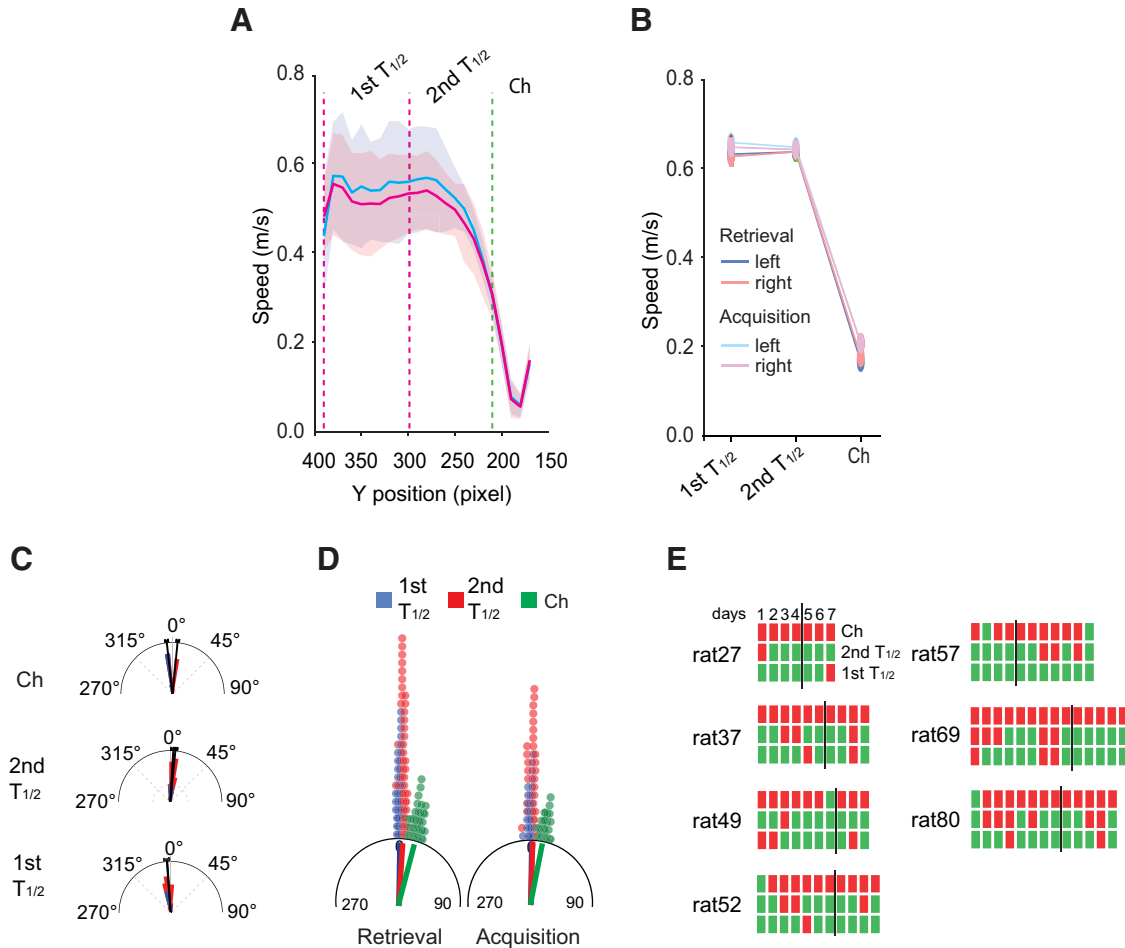 A
0.8
0.6
0.4
0.2
0.0
Speed (m/s)
1st T1/2
2nd T1/2
Ch
400 350 300 250 200 150
Y position (pixel)
B
0.8
0.6
0.4
0.2
0.0
Speed (m/s)
Retrieval
left
right
Acquisition
left
right
1st T1/2
2nd T1/2
Ch
C
Ch
270° 315° 0° 45° 90°
2nd
T1/2
270° 315° 0° 45° 90°
1st
T1/2
270° 315° 0° 45° 90°
D
1st
T1/2
2nd
T1/2
Ch
270 0 90
Retrieval
270 0 90
Acquisition
E
days 1 2 3 4 5 6 7
rat27
Ch
2nd T1/2
1st T1/2
rat37
rat49
rat52
rat57
rat69
rat80